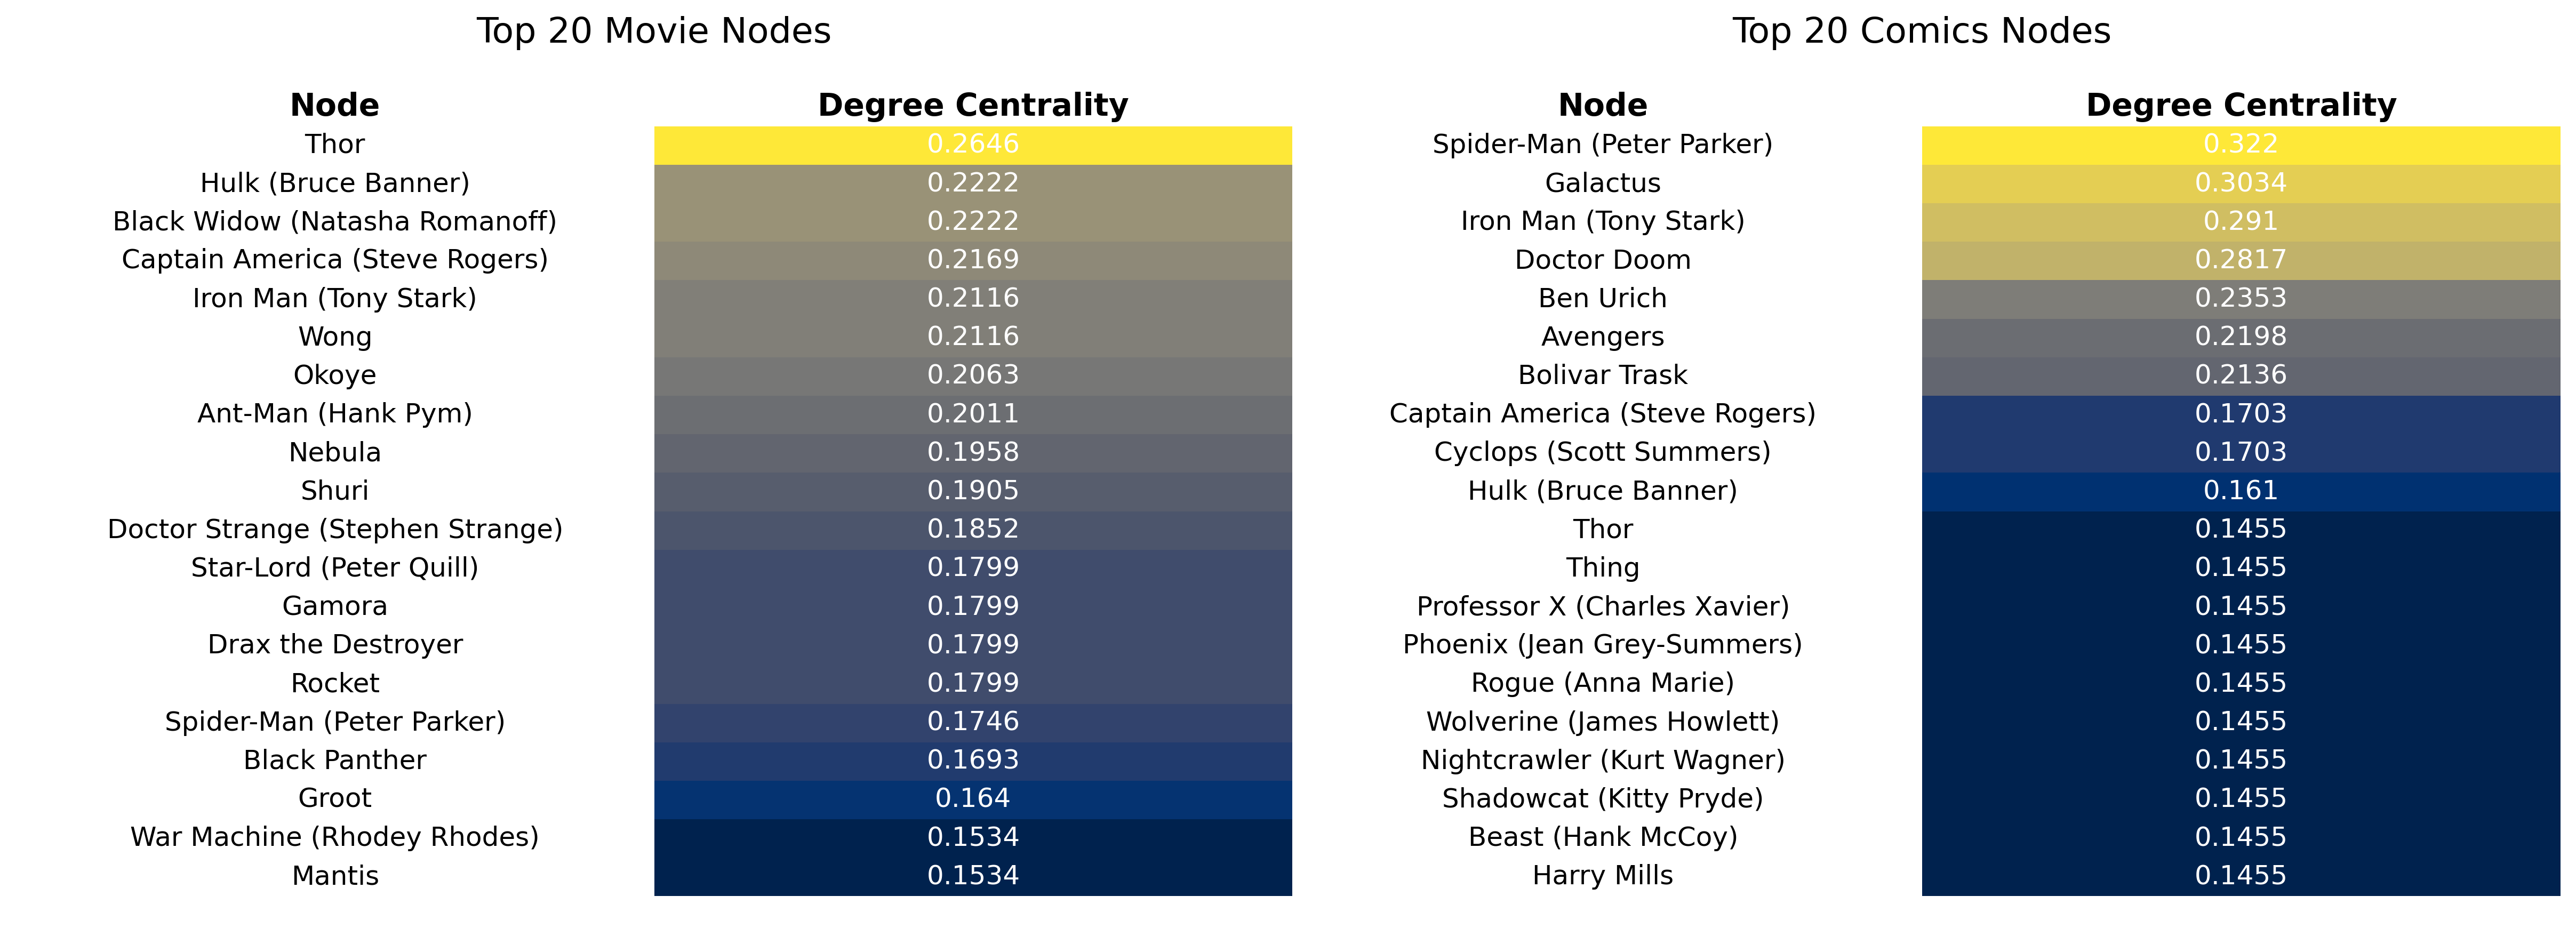 Top 20 Movie Nodes
Node Degree Centrality
Thor 0.2646
Hulk (Bruce Banner) 0.2222
Black Widow (Natasha Romanoff) 0.2222
Captain America (Steve Rogers) 0.2169
Iron Man (Tony Stark) 0.2116
Wong 0.2116
Okoye 0.2063
Ant-Man (Hank Pym) 0.2011
Nebula 0.1958
Shuri 0.1905
Doctor Strange (Stephen Strange) 0.1852
Star-Lord (Peter Quill) 0.1799
Gamora 0.1799
Drax the Destroyer 0.1799
Rocket 0.1799
Spider-Man (Peter Parker) 0.1746
Black Panther 0.1693
Groot 0.164
War Machine (Rhodey Rhodes) 0.1534
Mantis 0.1534
Top 20 Comics Nodes
Node Degree Centrality
Spider-Man (Peter Parker) 0.322
Galactus 0.3034
Iron Man (Tony Stark) 0.291
Doctor Doom 0.2817
Ben Urich 0.2353
Avengers 0.2198
Bolivar Trask 0.2136
Captain America (Steve Rogers) 0.1703
Cyclops (Scott Summers) 0.1703
Hulk (Bruce Banner) 0.161
Thor 0.1455
Thing 0.1455
Professor X (Charles Xavier) 0.1455
Phoenix (Jean Grey-Summers) 0.1455
Rogue (Anna Marie) 0.1455
Wolverine (James Howlett) 0.1455
Nightcrawler (Kurt Wagner) 0.1455
Shadowcat (Kitty Pryde) 0.1455
Beast (Hank McCoy) 0.1455
Harry Mills 0.1455